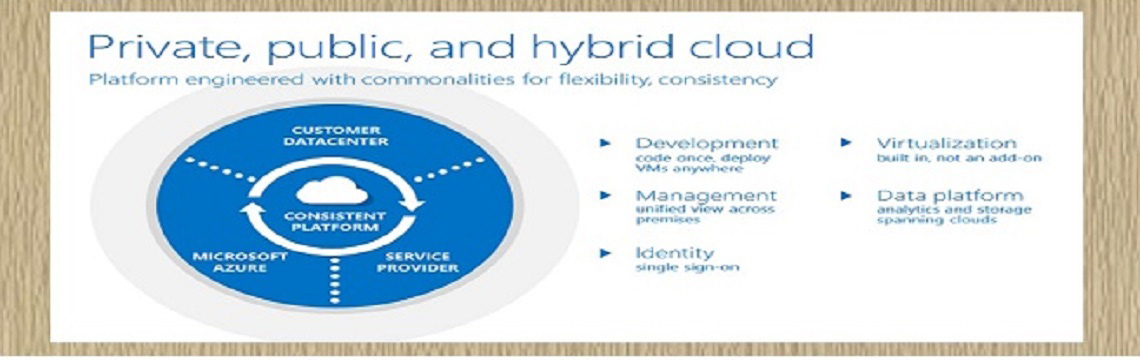 Private, public, and hybrid cloud
Platform engineered with commonalities for flexibility, consistency
CUSTOMER
DATACENTER
CONSISTENT
PLATFORM
MICROSOFT
AZURE
SERVICE
PROVIDER
Development
code once, deploy
VMs anywhere
Management
unified view across
premises
Identity
single sign-on
Virtualization
built in, not an add-on
Data platform
analytics and storage
spanning clouds